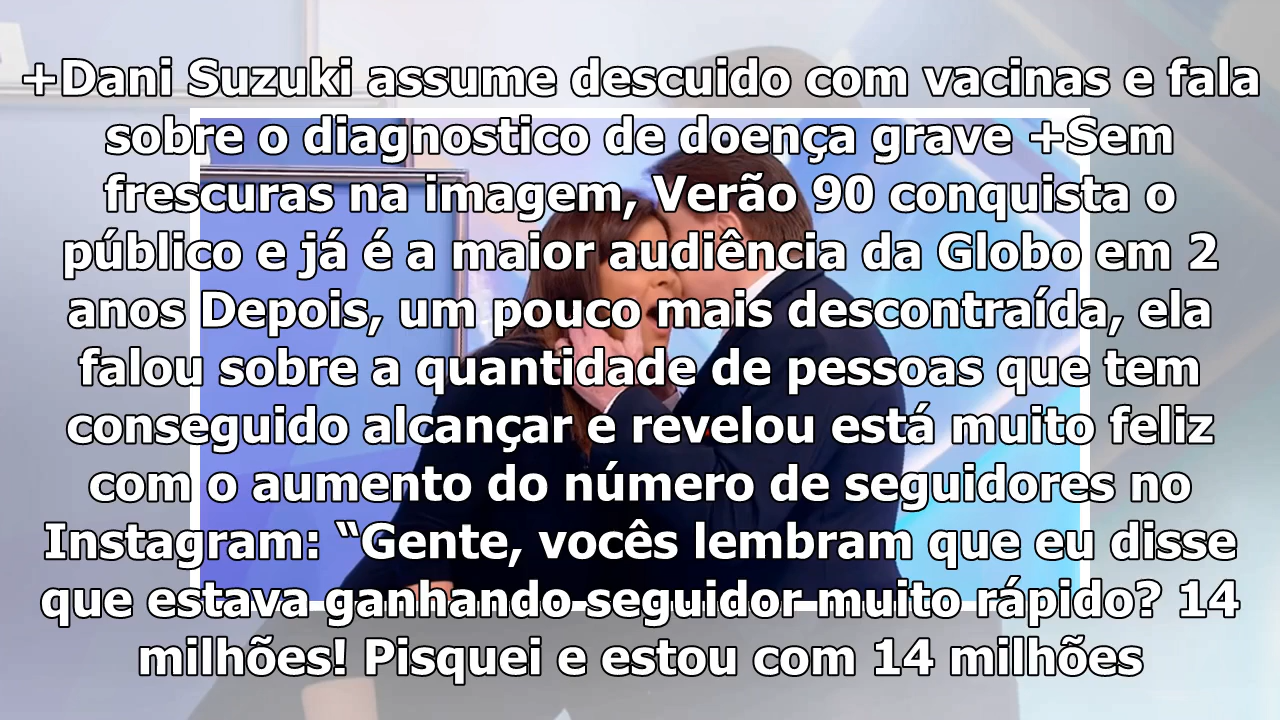 +Dani Suzuki assume descuido com vacinas e fala
sobre o diagnostico de doença grave +Sem
frescuras na imagem, Verão 90 conquista o
público e já é a maior audiência da Globo em 2
anos Depois, um pouco mais descontraída, ela
falou sobre a quantidade de pessoas que tem
conseguido alcançar e revelou está muito feliz
com o aumento do número de seguidores no
Instagram: “Gente, vocês lembram que eu disse
que estava ganhando seguidor muito rápido? 14
milhões! Pisquei e estou com 14 milhões